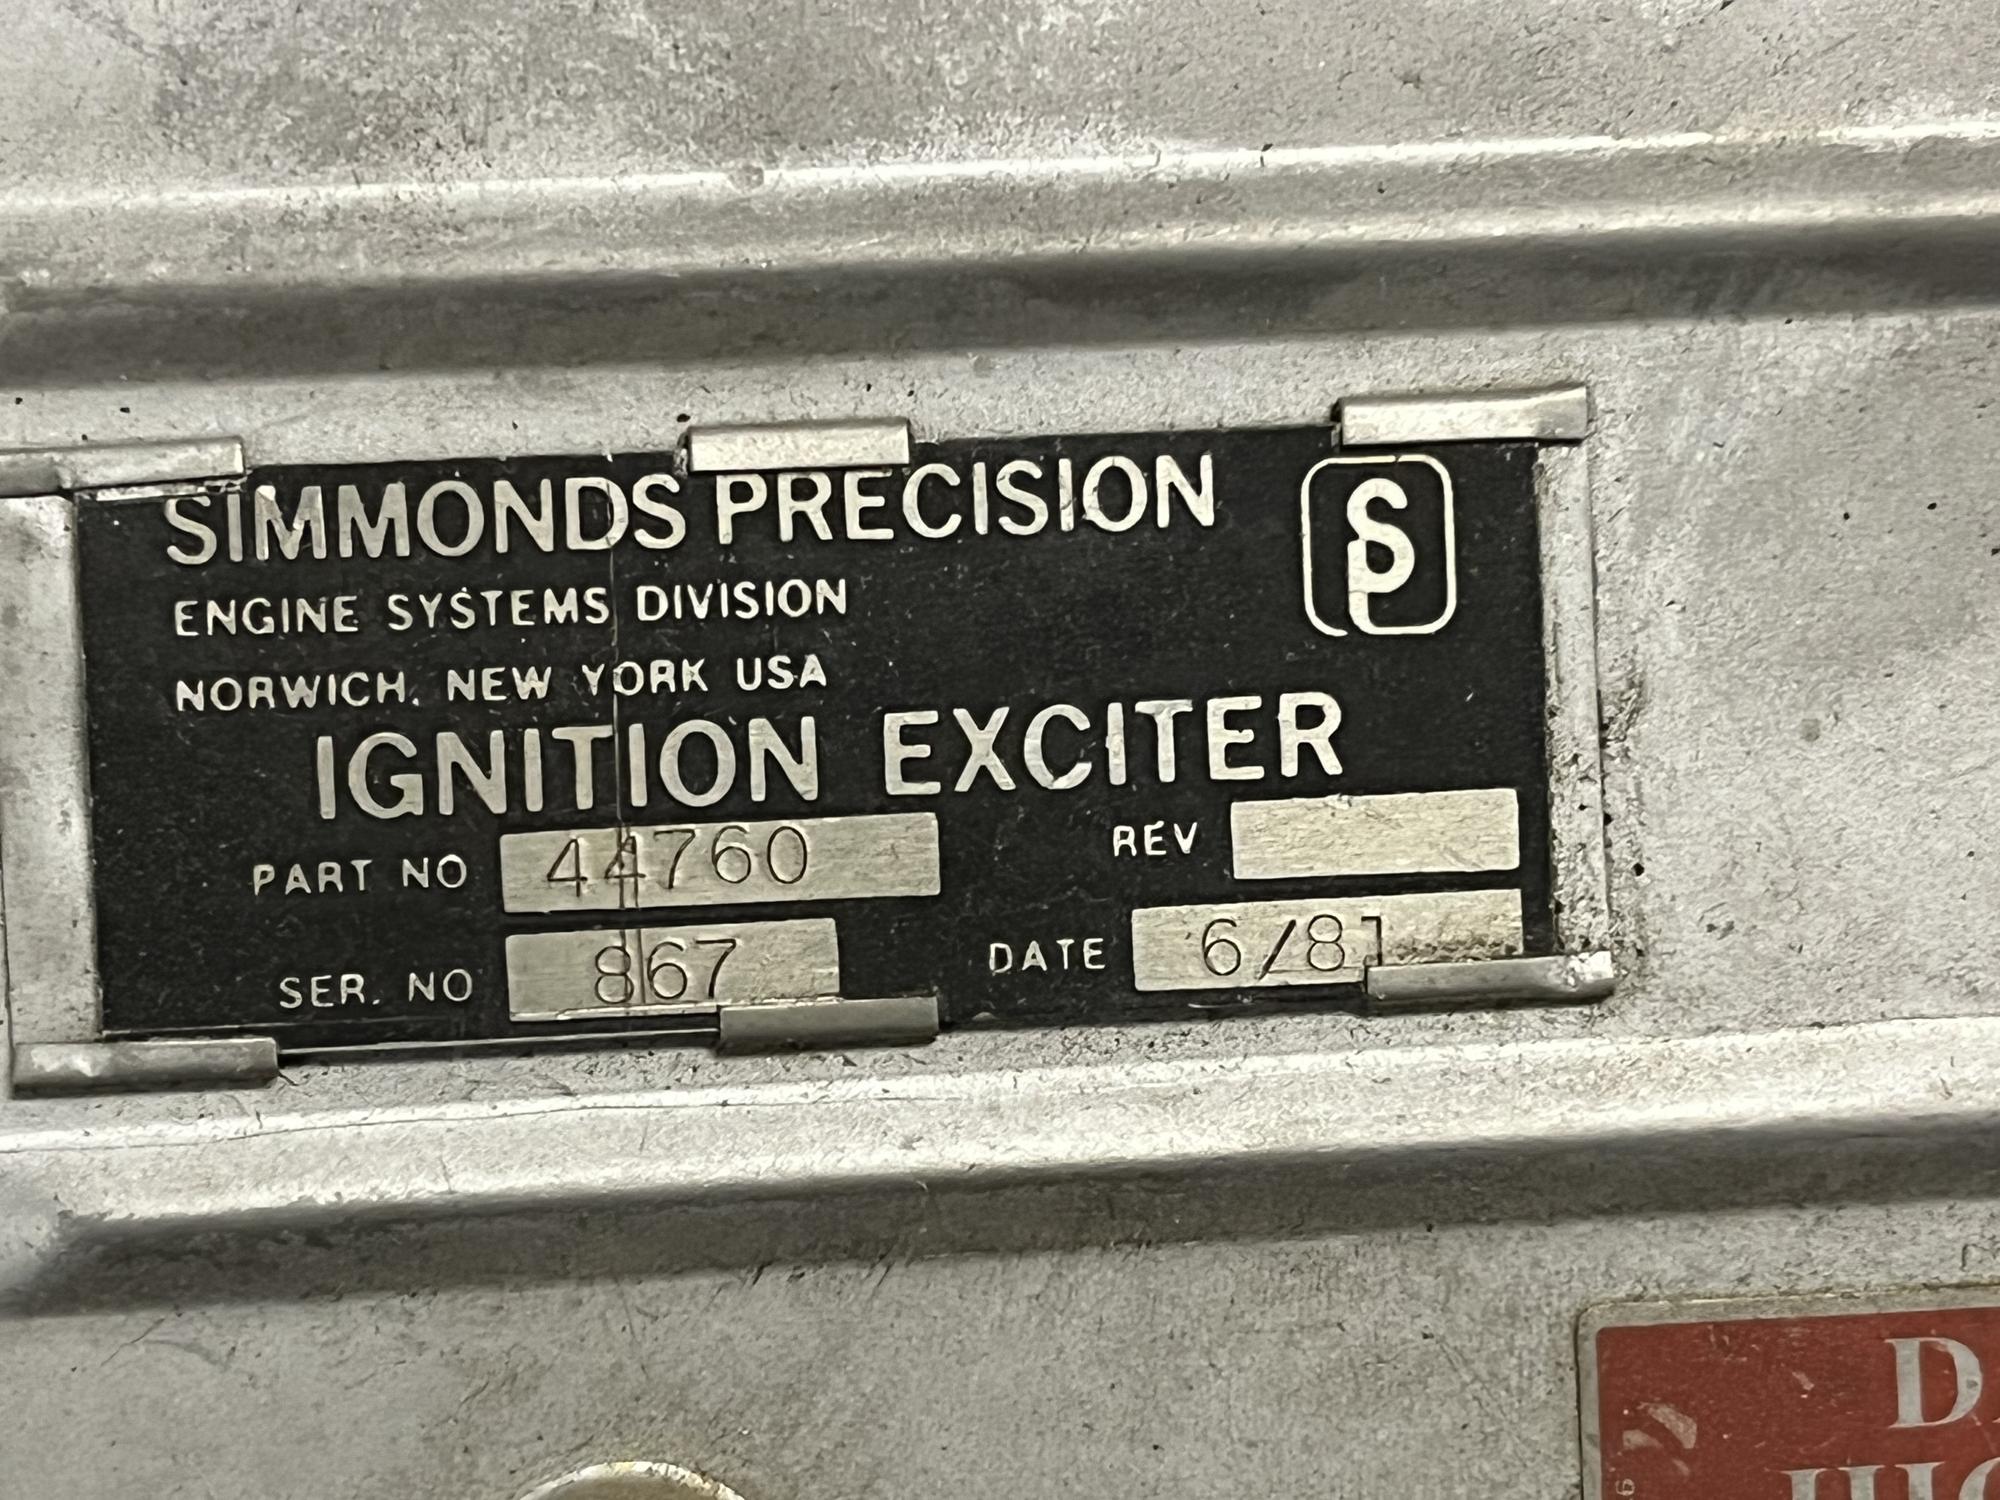 SIMMONDS PRECISION
SP
ENGINE SYSTEMS DIVISION
NORWICH, NEW YORK USA
IGNITION EXCITER
PART NO 44760 REV
SER. NO 867 DATE 6/81